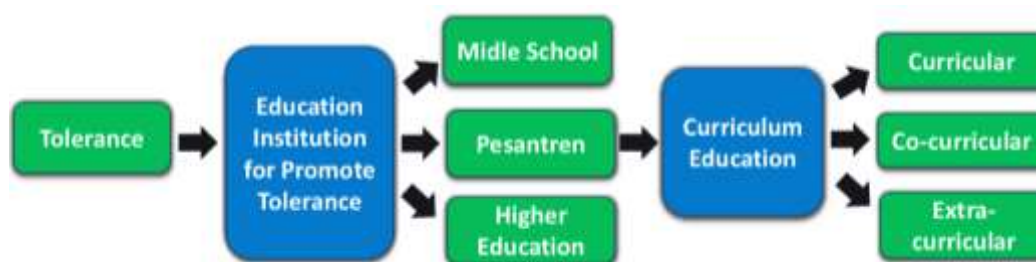 Tolerance
Education
Institution
for Promote
Tolerance
Midle School
Pesantren
Higher
Education
Curriculum
Education
Curricular
Co-curricular
Extra-
curricular